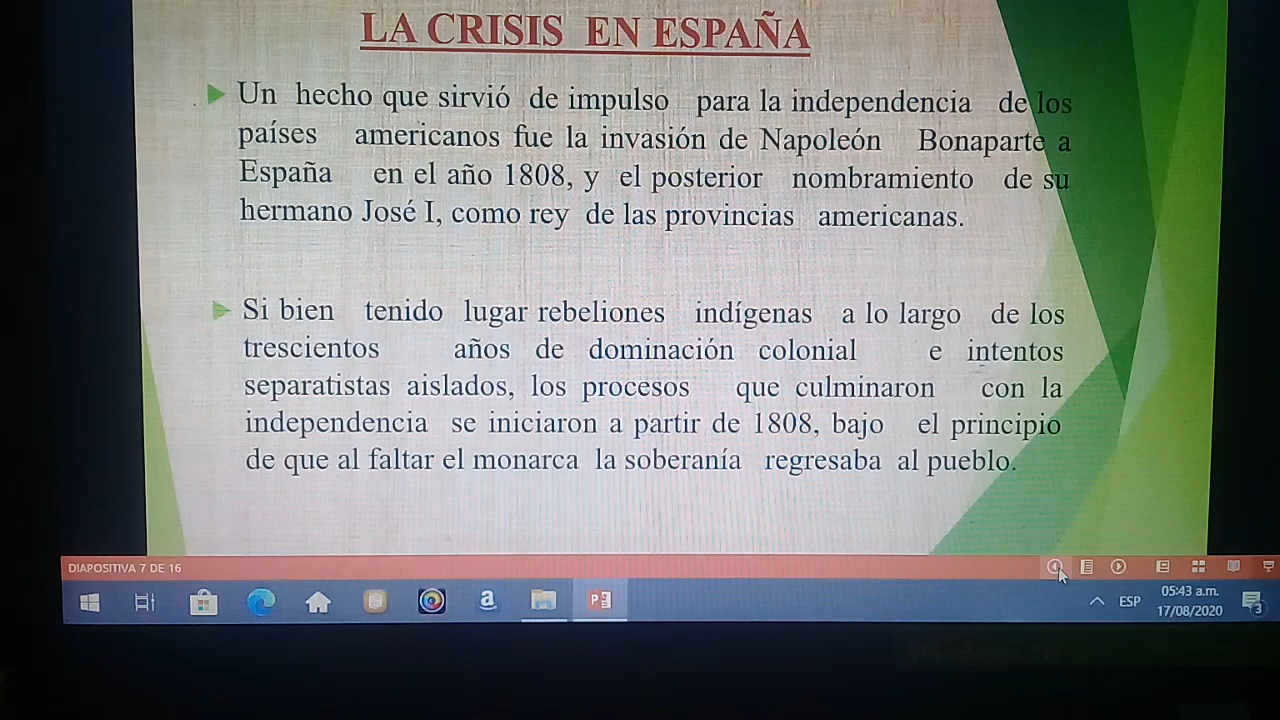 LA CRISIS EN ESPAÑA
Un hecho que sirvió de impulso para la independencia de los
países americanos fue la invasión de Napoleón Bonaparte a
España en el año 1808, y el posterior nombramiento de su
hermano José I, como rey de las provincias americanas.
Si bien tenido lugar rebeliones indígenas a lo largo de los
trescientos años de dominación colonial e intentos
separatistas aislados, los procesos que culminaron con la
independencia se iniciaron a partir de 1808, bajo el principio
de que al faltar el monarca la soberanía regresaba al pueblo.
DIAPOSITIVA 7 DE 16
ESP
05:43 a.m.
17/08/2020
3